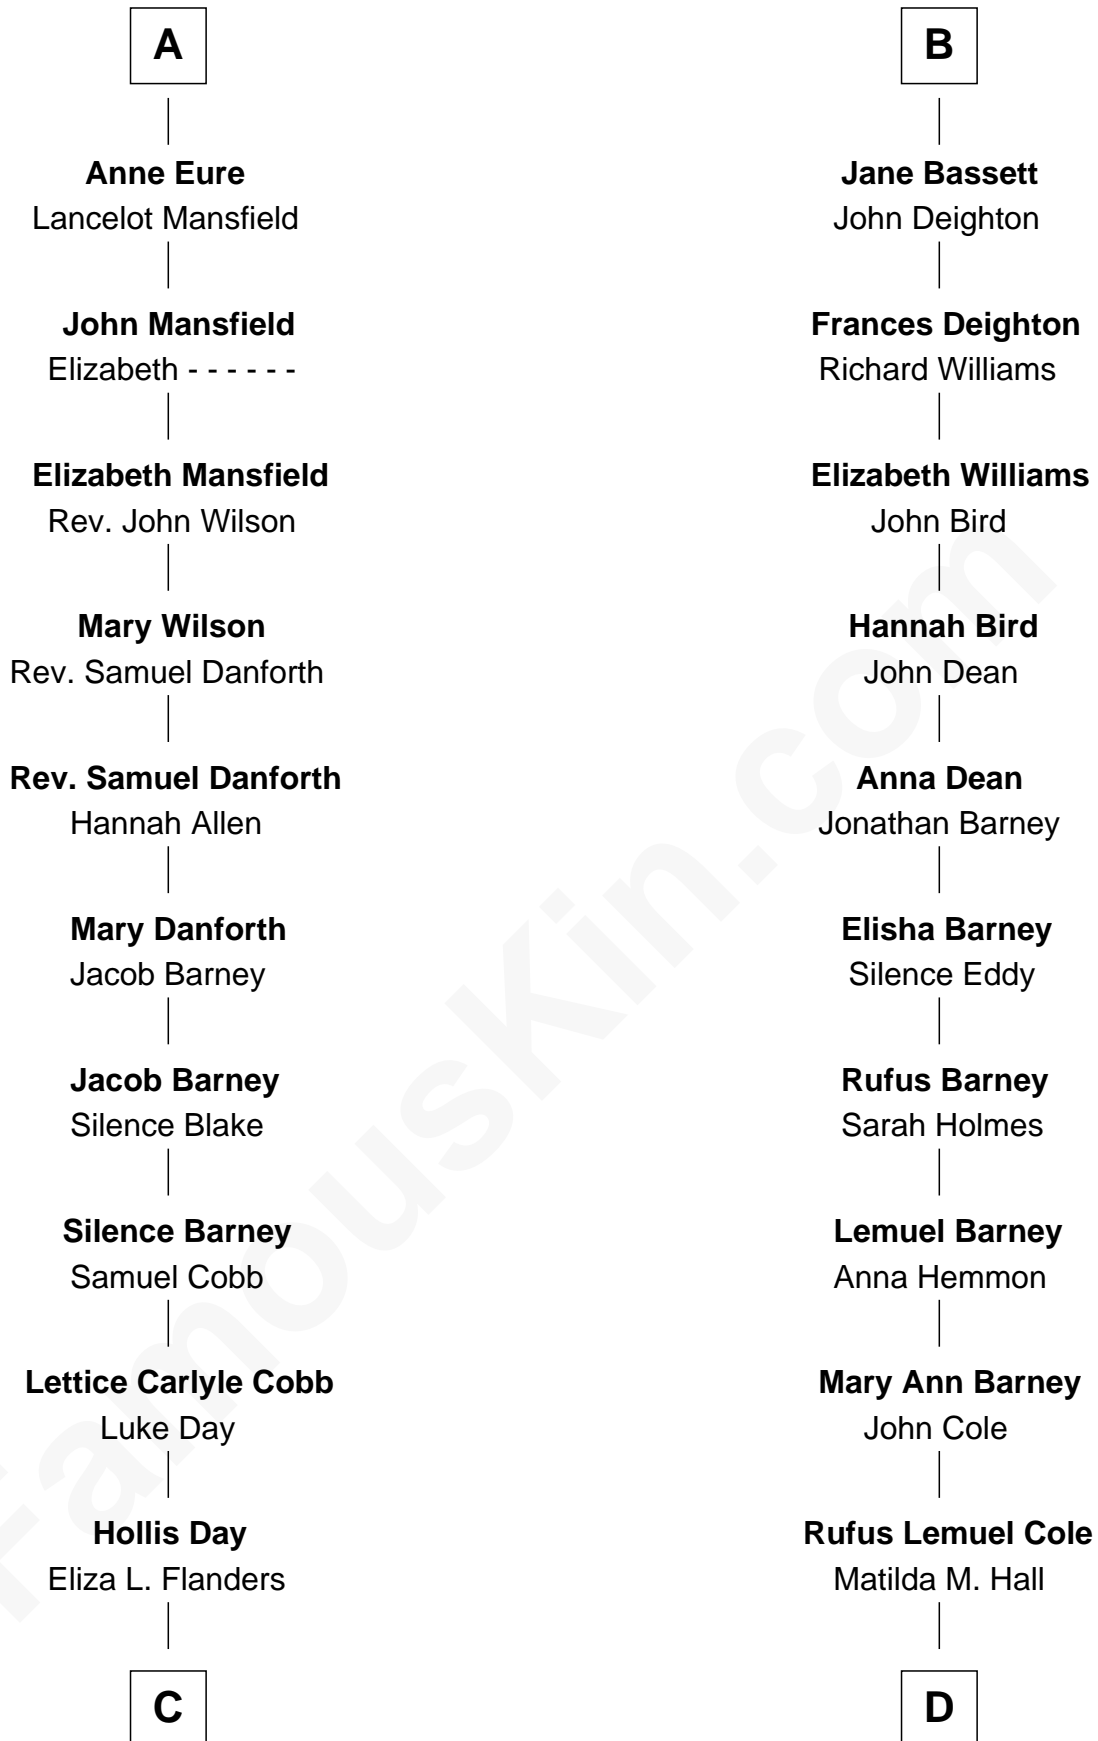 A
Anne Eure
Lancelot Mansfield
John Mansfield
Elizabeth - - - - - -
Elizabeth Mansfield
Rev. John Wilson
Mary Wilson
Rev. Samuel Danforth
Rev. Samuel Danforth
Hannah Allen
Mary Danforth
Jacob Barney
Jacob Barney
Silence Blake
Silence Barney
Samuel Cobb
Lettice Carlyle Cobb
Luke Day
Hollis Day
Eliza L. Flanders
C
B
Jane Bassett
John Deighton
Frances Deighton
Richard Williams
Elizabeth Williams
John Bird
Hannah Bird
John Dean
Anna Dean
Jonathan Barney
Elisha Barney
Silence Eddy
Rufus Barney
Sarah Holmes
Lemuel Barney
Anna Hemmon
Mary Ann Barney
John Cole
Rufus Lemuel Cole
Matilda M. Hall
D
FamousKin.com